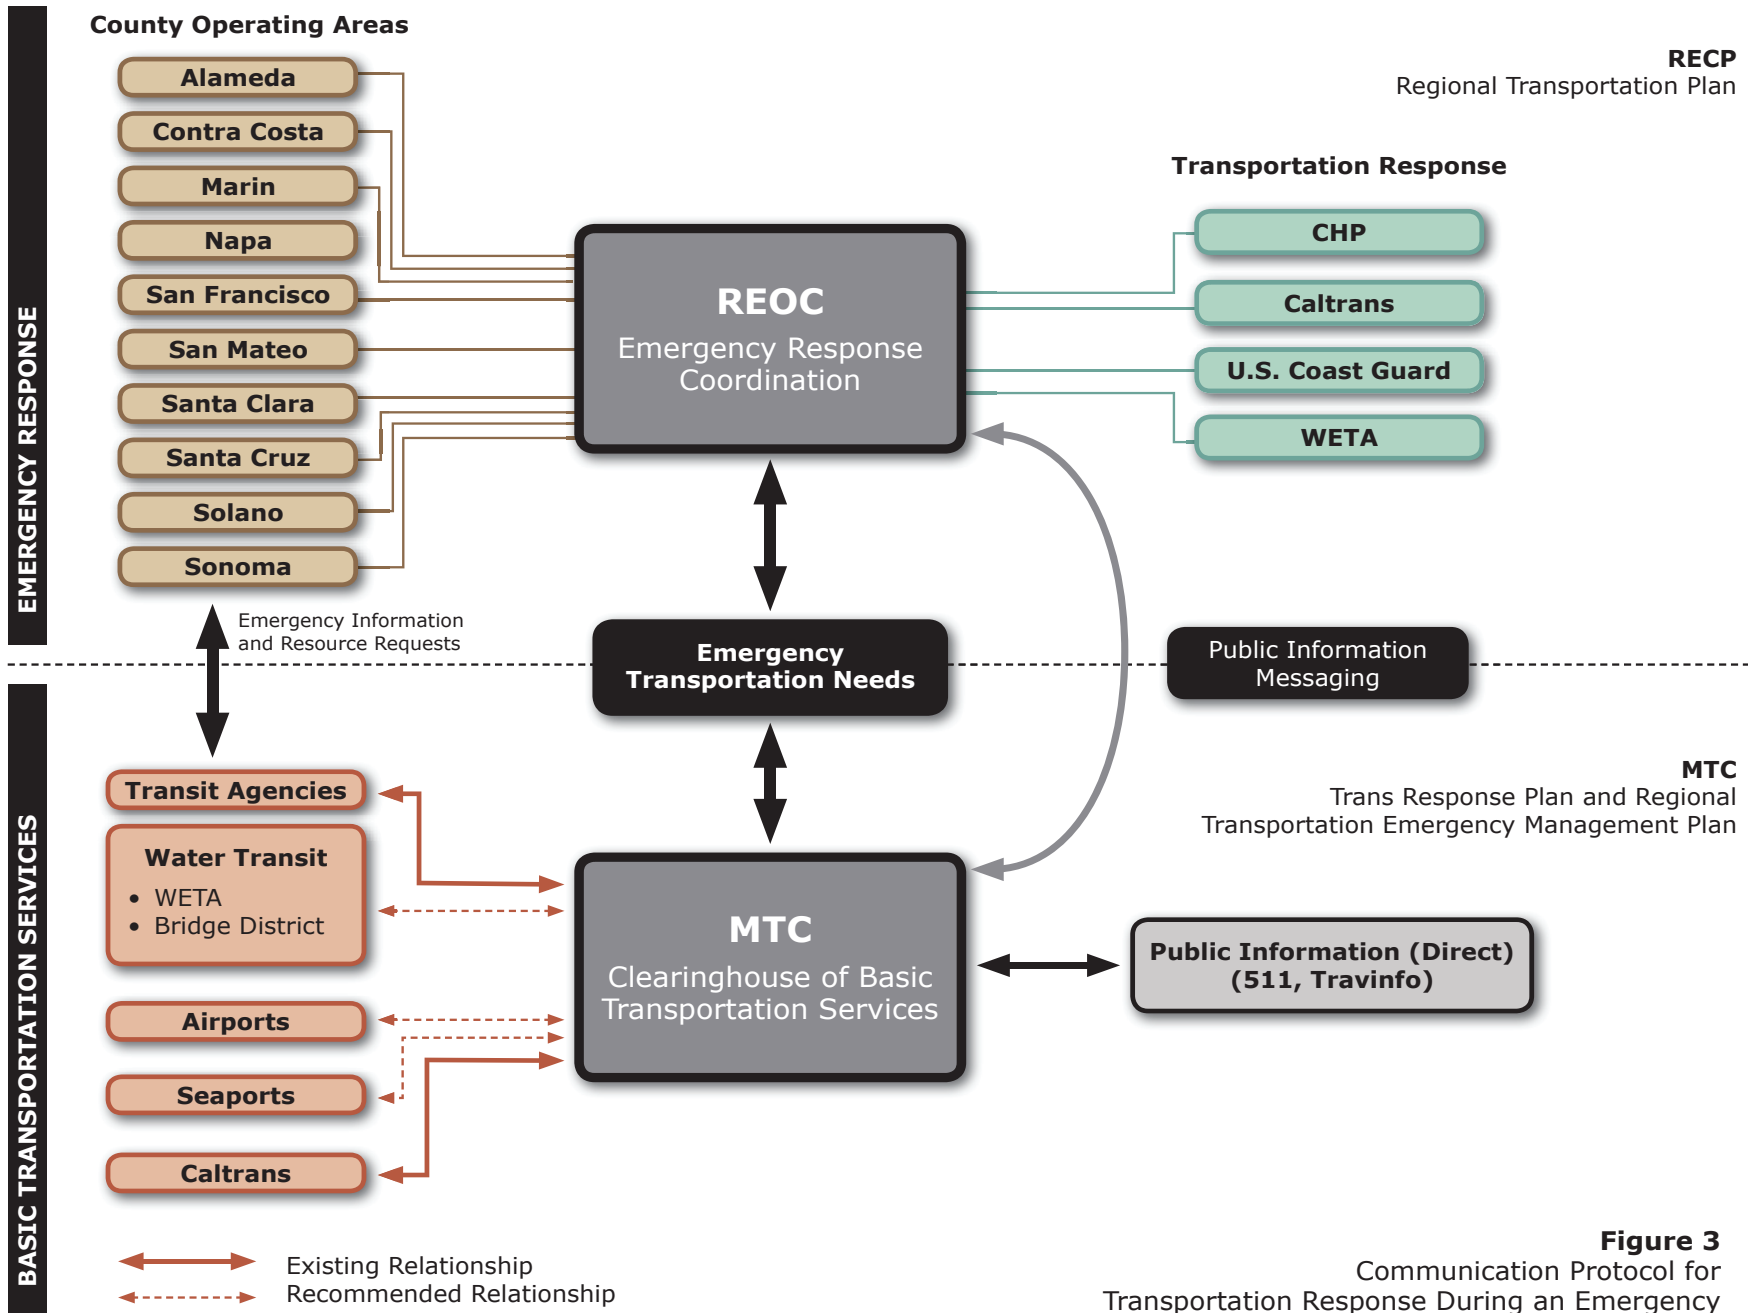 EMERGENCY RESPONSE
County Operating Areas
Alameda
Contra Costa
Marin
Napa
San Francisco
San Mateo
Santa Clara
Santa Cruz
Solano
Sonoma
REOC
Emergency Response
Coordination
RECP
Regional Transportation Plan
Transportation Response
CHP
Caltrans
U.S. Coast Guard
WETA
Emergency Information
and Resource Requests
Emergency
Transportation Needs
Public Information
Messaging
BASIC TRANSPORTATION SERVICES
Transit Agencies
Water Transit
• WETA
• Bridge District
Airports
Seaports
Caltrans
MTC
Clearinghouse of Basic
Transportation Services
MTC
Trans Response Plan and Regional
Transportation Emergency Management Plan
Public Information (Direct)
(511, Travinfo)
Existing Relationship
Recommended Relationship
Figure 3
Communication Protocol for
Transportation Response During an Emergency